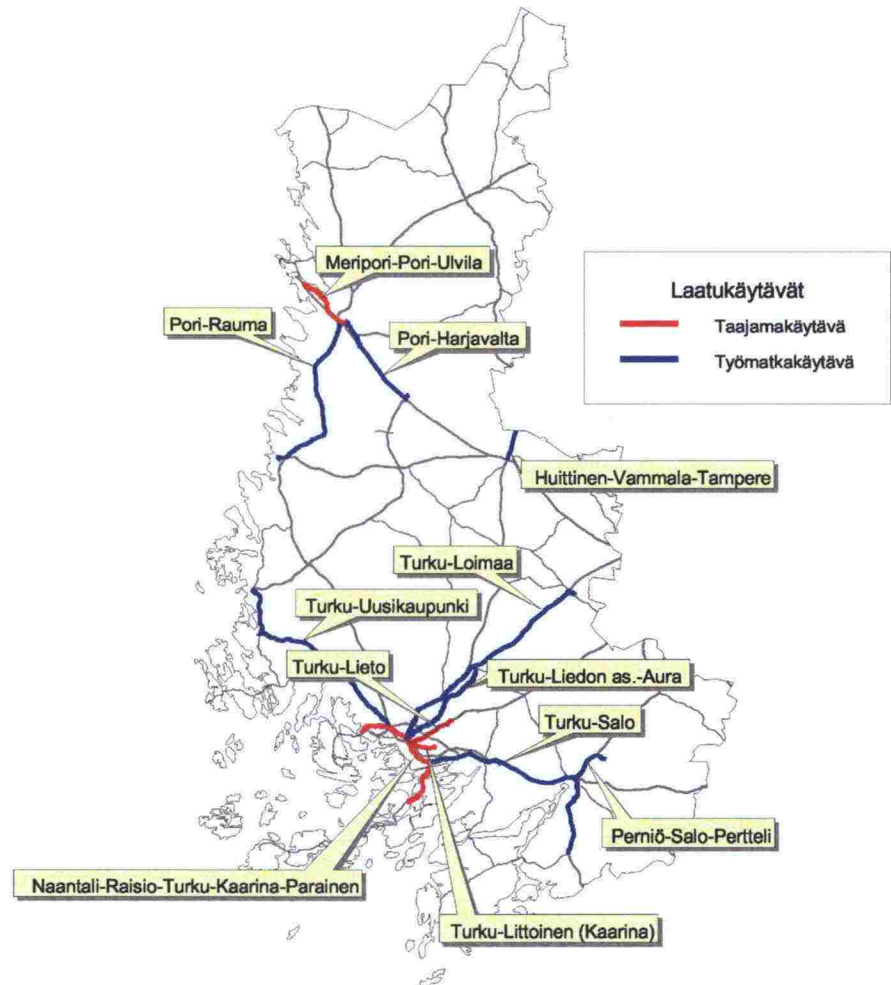 Meripori-Pori-Ulvila
Pori-Rauma
Pori-Harjavalta
Laatukäytävät
Taajamakäytävä
Työmatkakäytävä
Huittinen-Vammala-Tampere
Turku-Loimaa
Turku-Uusikaupunki
Turku-Lieto
Turku-Liedon as.-Aura
Turku-Salo
Perniö-Salo-Pertteli
Naantali-Raisio-Turku-Kaarina-Parainen
Turku-Littoinen (Kaarina)